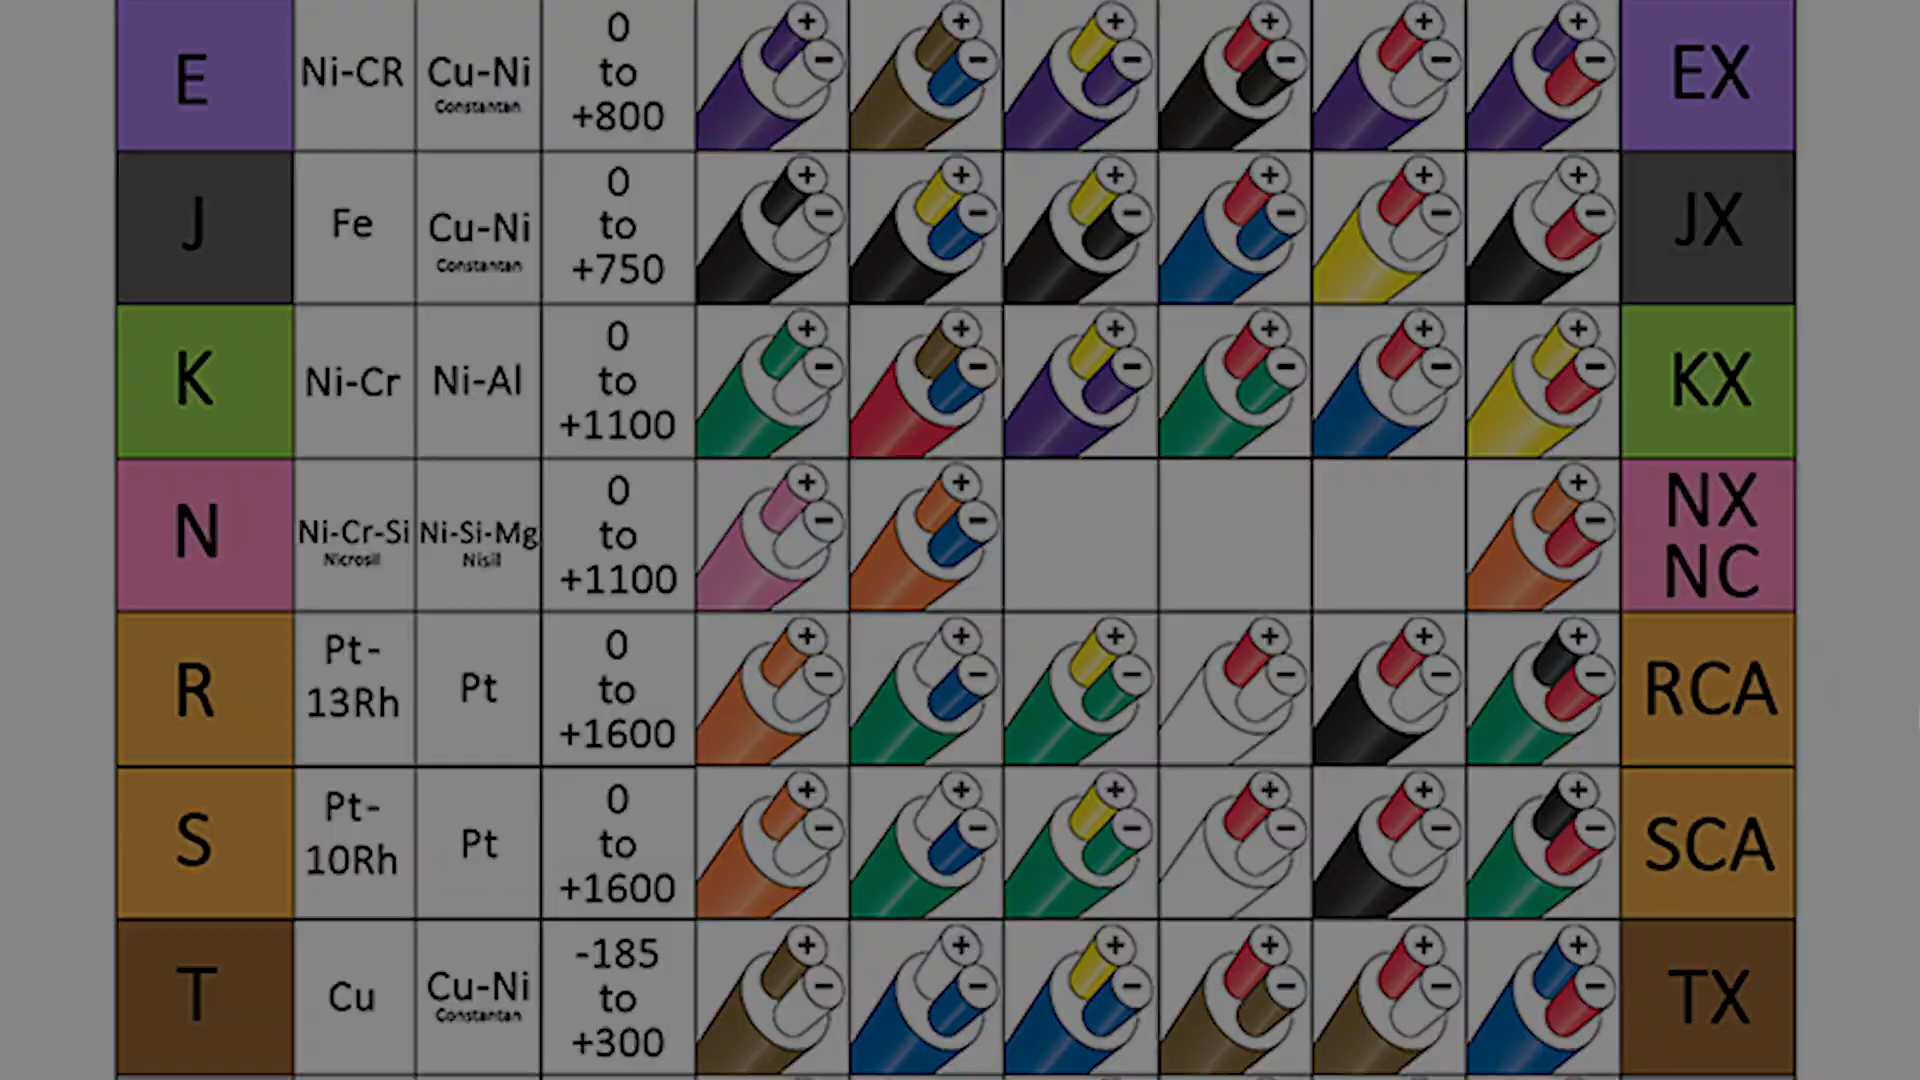 E
Ni-CR
Cu-Ni
Constantan
0
to
+800
+ − + − + − + − + − + −
EX
J
Fe
Cu-Ni
Constantan
0
to
+750
+ − + − + − + − + − + −
JX
K
Ni-Cr
Ni-Al
0
to
+1100
+ − + − + − + − + − + −
KX
N
Ni-Cr-Si
Nicrosil
Ni-Si-Mg
Nisil
0
to
+1100
+ − + − + −
NX
NC
R
Pt-
13Rh
Pt
0
to
+1600
+ − + − + − + − + − + −
RCA
S
Pt-
10Rh
Pt
0
to
+1600
+ − + − + − + − + − + −
SCA
T
Cu
Cu-Ni
Constantan
-185
to
+300
+ − + − + − + − + − + −
TX